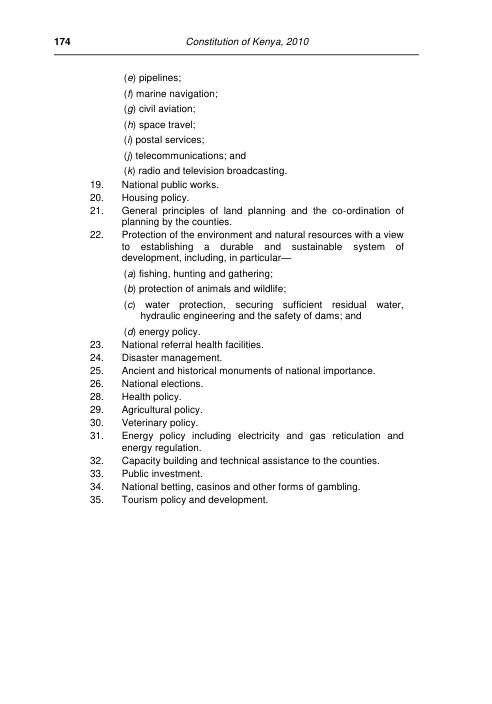 174 Constitution of Kenya, 2010
(e) pipelines;
(f) marine navigation;
(g) civil aviation;
(h) space travel;
(i) postal services;
(j) telecommunications; and
(k) radio and television broadcasting.
19. National public works.
20. Housing policy.
21. General principles of land planning and the co-ordination of
planning by the counties.
22. Protection of the environment and natural resources with a view
to establishing a durable and sustainable system of
development, including, in particular—
(a) fishing, hunting and gathering;
(b) protection of animals and wildlife;
(c) water protection, securing sufficient residual water,
hydraulic engineering and the safety of dams; and
(d) energy policy.
23. National referral health facilities.
24. Disaster management.
25. Ancient and historical monuments of national importance.
26. National elections.
28. Health policy.
29. Agricultural policy.
30. Veterinary policy.
31. Energy policy including electricity and gas reticulation and
energy regulation.
32. Capacity building and technical assistance to the counties.
33. Public investment.
34. National betting, casinos and other forms of gambling.
35. Tourism policy and development.